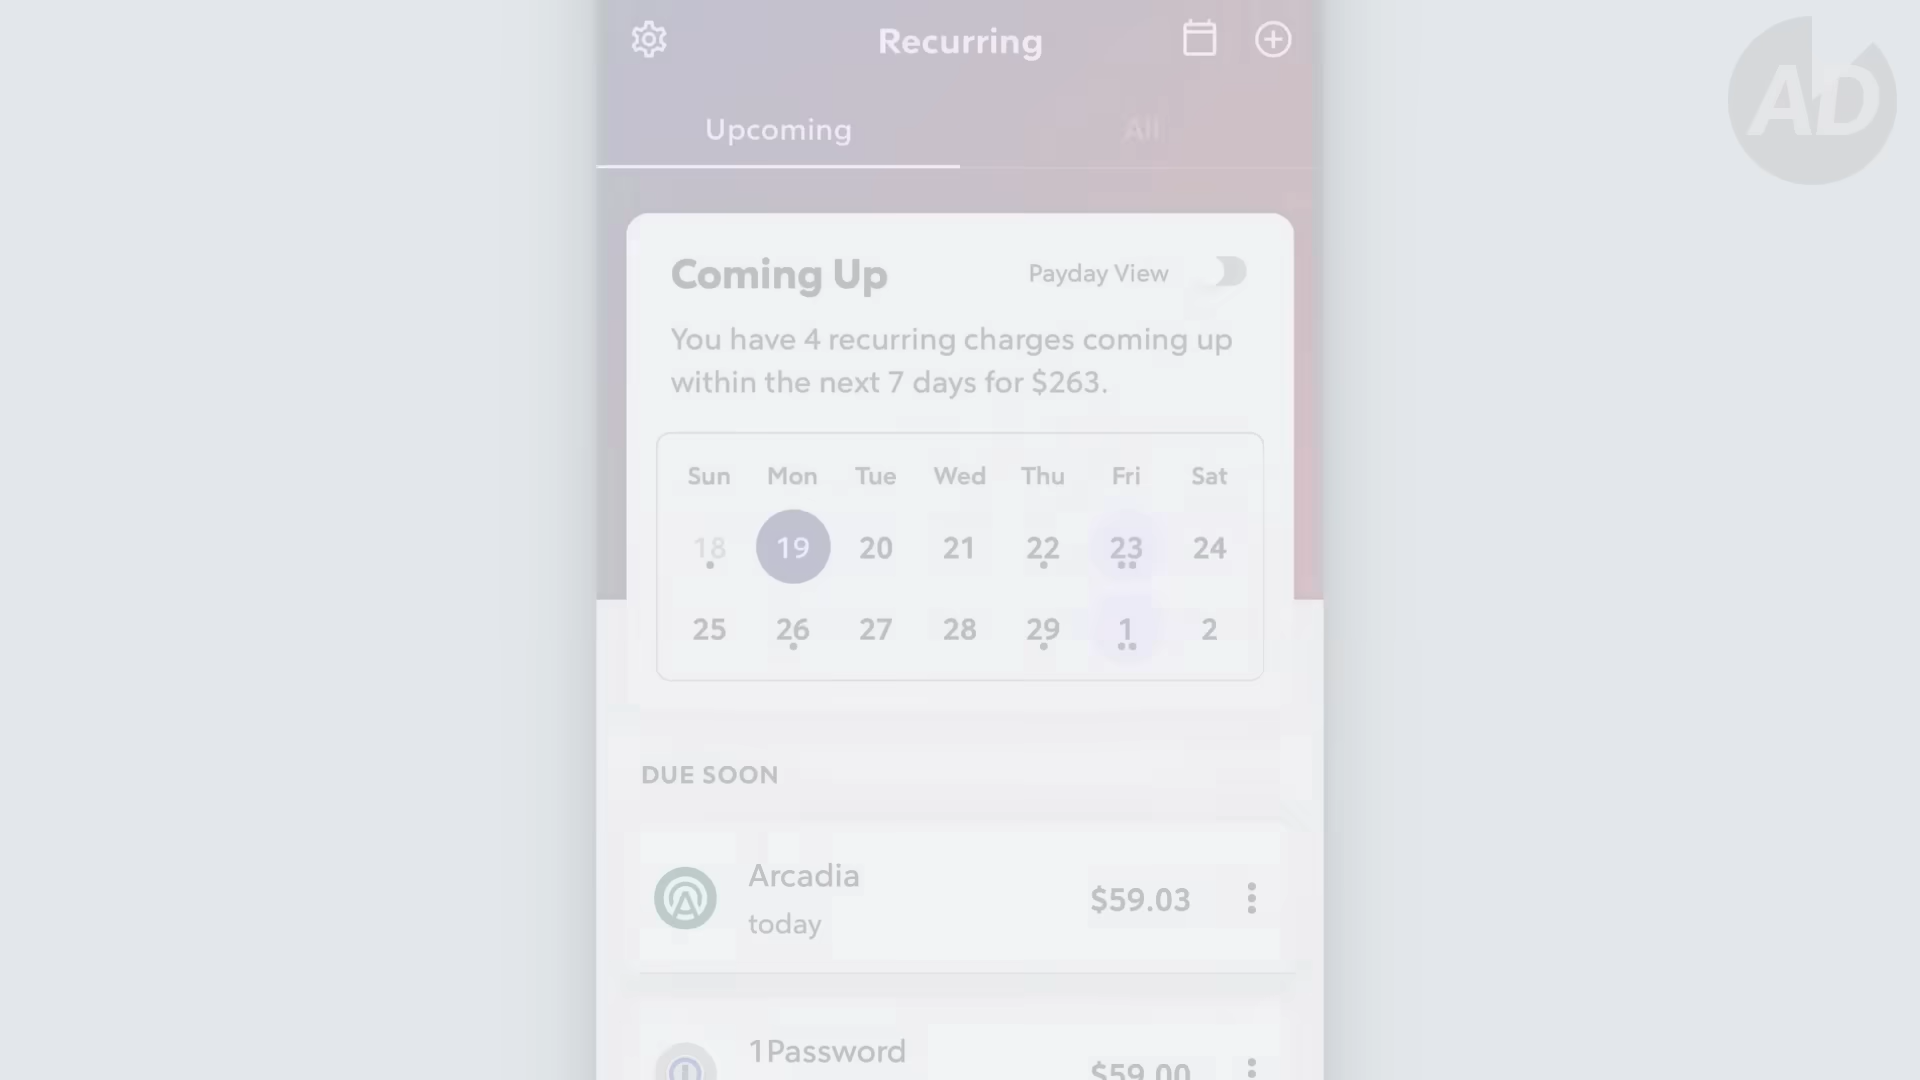 Recurring
AD
Upcoming
All
Coming Up
Payday View
You have 4 recurring charges coming up
within the next 7 days for $263.
Sun Mon Tue Wed Thu Fri Sat
18 19 20 21 22 23 24
25 26 27 28 29 1 2
DUE SOON
Arcadia
$59.03
today
1Password
$59.00